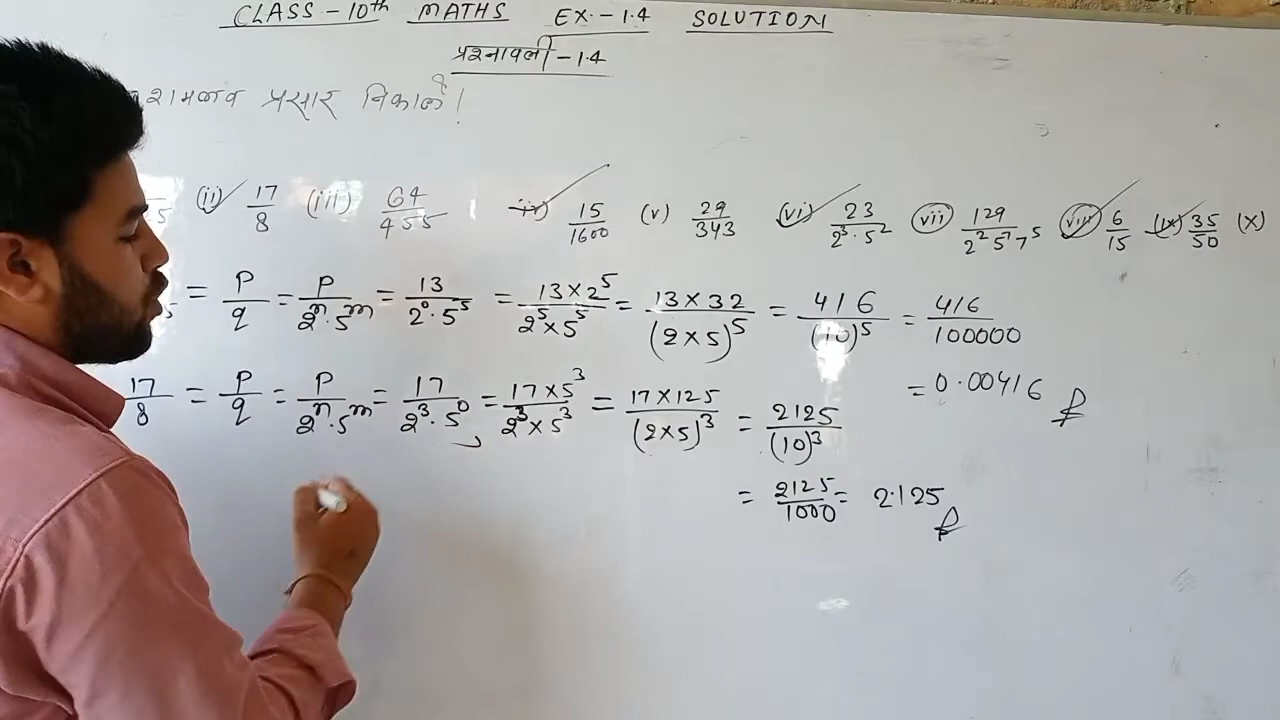 CLASS - 10th MATHS EX. - 1.4 SOLUTION
प्रश्नावली - 1.4
प्रसार निकालें।
(ii) 17/8 (iii) 64/455 (iv) 15/1600 (v) 29/343 (vi) 23/2³·5² (vii) 129/2²5⁷7⁵ (viii) 6/15 (ix) 35/50 (x)
= P/q = P/2ⁿ·5ᵐ = 13/2⁰·5⁵ = 13×2⁵/2⁵×5⁵ = 13×32/(2×5)⁵ = 416/(10)⁵ = 416/100000
= 0.00416
17/8 = P/q = P/2ⁿ·5ᵐ = 17/2³·5⁰ = 17×5³/2³×5³ = 17×125/(2×5)³ = 2125/(10)³
= 2125/1000 = 2.125